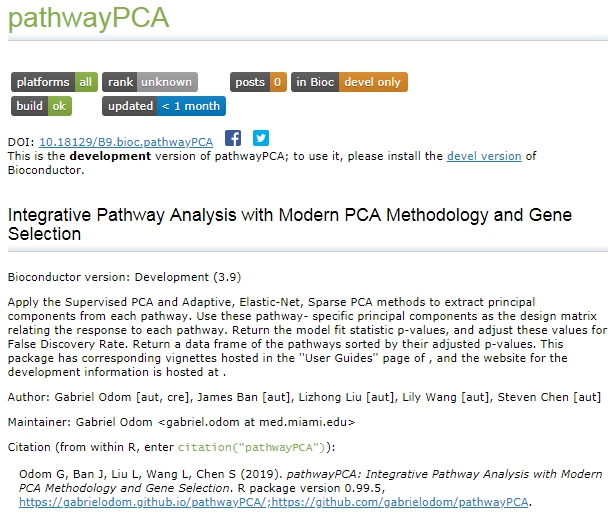 pathwayPCA
platforms all rank unknown posts 0 in Bioc devel only
build ok updated < 1 month
DOI: 10.18129/B9.bioc.pathwayPCA
This is the development version of pathwayPCA; to use it, please install the devel version of
Bioconductor.
Integrative Pathway Analysis with Modern PCA Methodology and Gene
Selection
Bioconductor version: Development (3.9)
Apply the Supervised PCA and Adaptive, Elastic-Net, Sparse PCA methods to extract principal
components from each pathway. Use these pathway- specific principal components as the design matrix
relating the response to each pathway. Return the model fit statistic p-values, and adjust these values for
False Discovery Rate. Return a data frame of the pathways sorted by their adjusted p-values. This
package has corresponding vignettes hosted in the "User Guides" page of , and the website for the
development information is hosted at .
Author: Gabriel Odom [aut, cre], James Ban [aut], Lizhong Liu [aut], Lily Wang [aut], Steven Chen [aut]
Maintainer: Gabriel Odom <gabriel.odom at med.miami.edu>
Citation (from within R, enter citation("pathwayPCA")):
Odom G, Ban J, Liu L, Wang L, Chen S (2019). pathwayPCA: Integrative Pathway Analysis with Modern
PCA Methodology and Gene Selection. R package version 0.99.5,
https://gabrielodom.github.io/pathwayPCA/;https://github.com/gabrielodom/pathwayPCA.